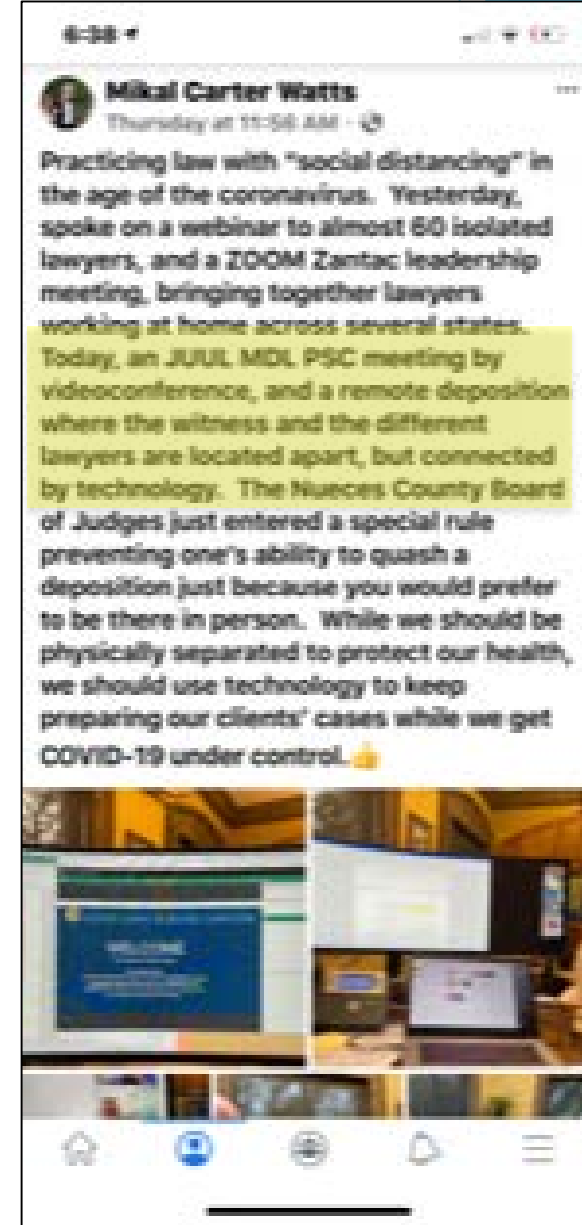 6:38
Mikal Carter Watts
Thursday at 11:56 AM ·
Practicing law with "social distancing" in
the age of the coronavirus. Yesterday,
spoke on a webinar to almost 60 isolated
lawyers, and a ZOOM Zantac leadership
meeting, bringing together lawyers
working at home across several states.
Today, an JUUL MDL PSC meeting by
videoconference, and a remote deposition
where the witness and the different
lawyers are located apart, but connected
by technology. The Nueces County Board
of Judges just entered a special rule
preventing one's ability to quash a
deposition just because you would prefer
to be there in person. While we should be
physically separated to protect our health,
we should use technology to keep
preparing our clients' cases while we get
COVID-19 under control.👍
WELCOME